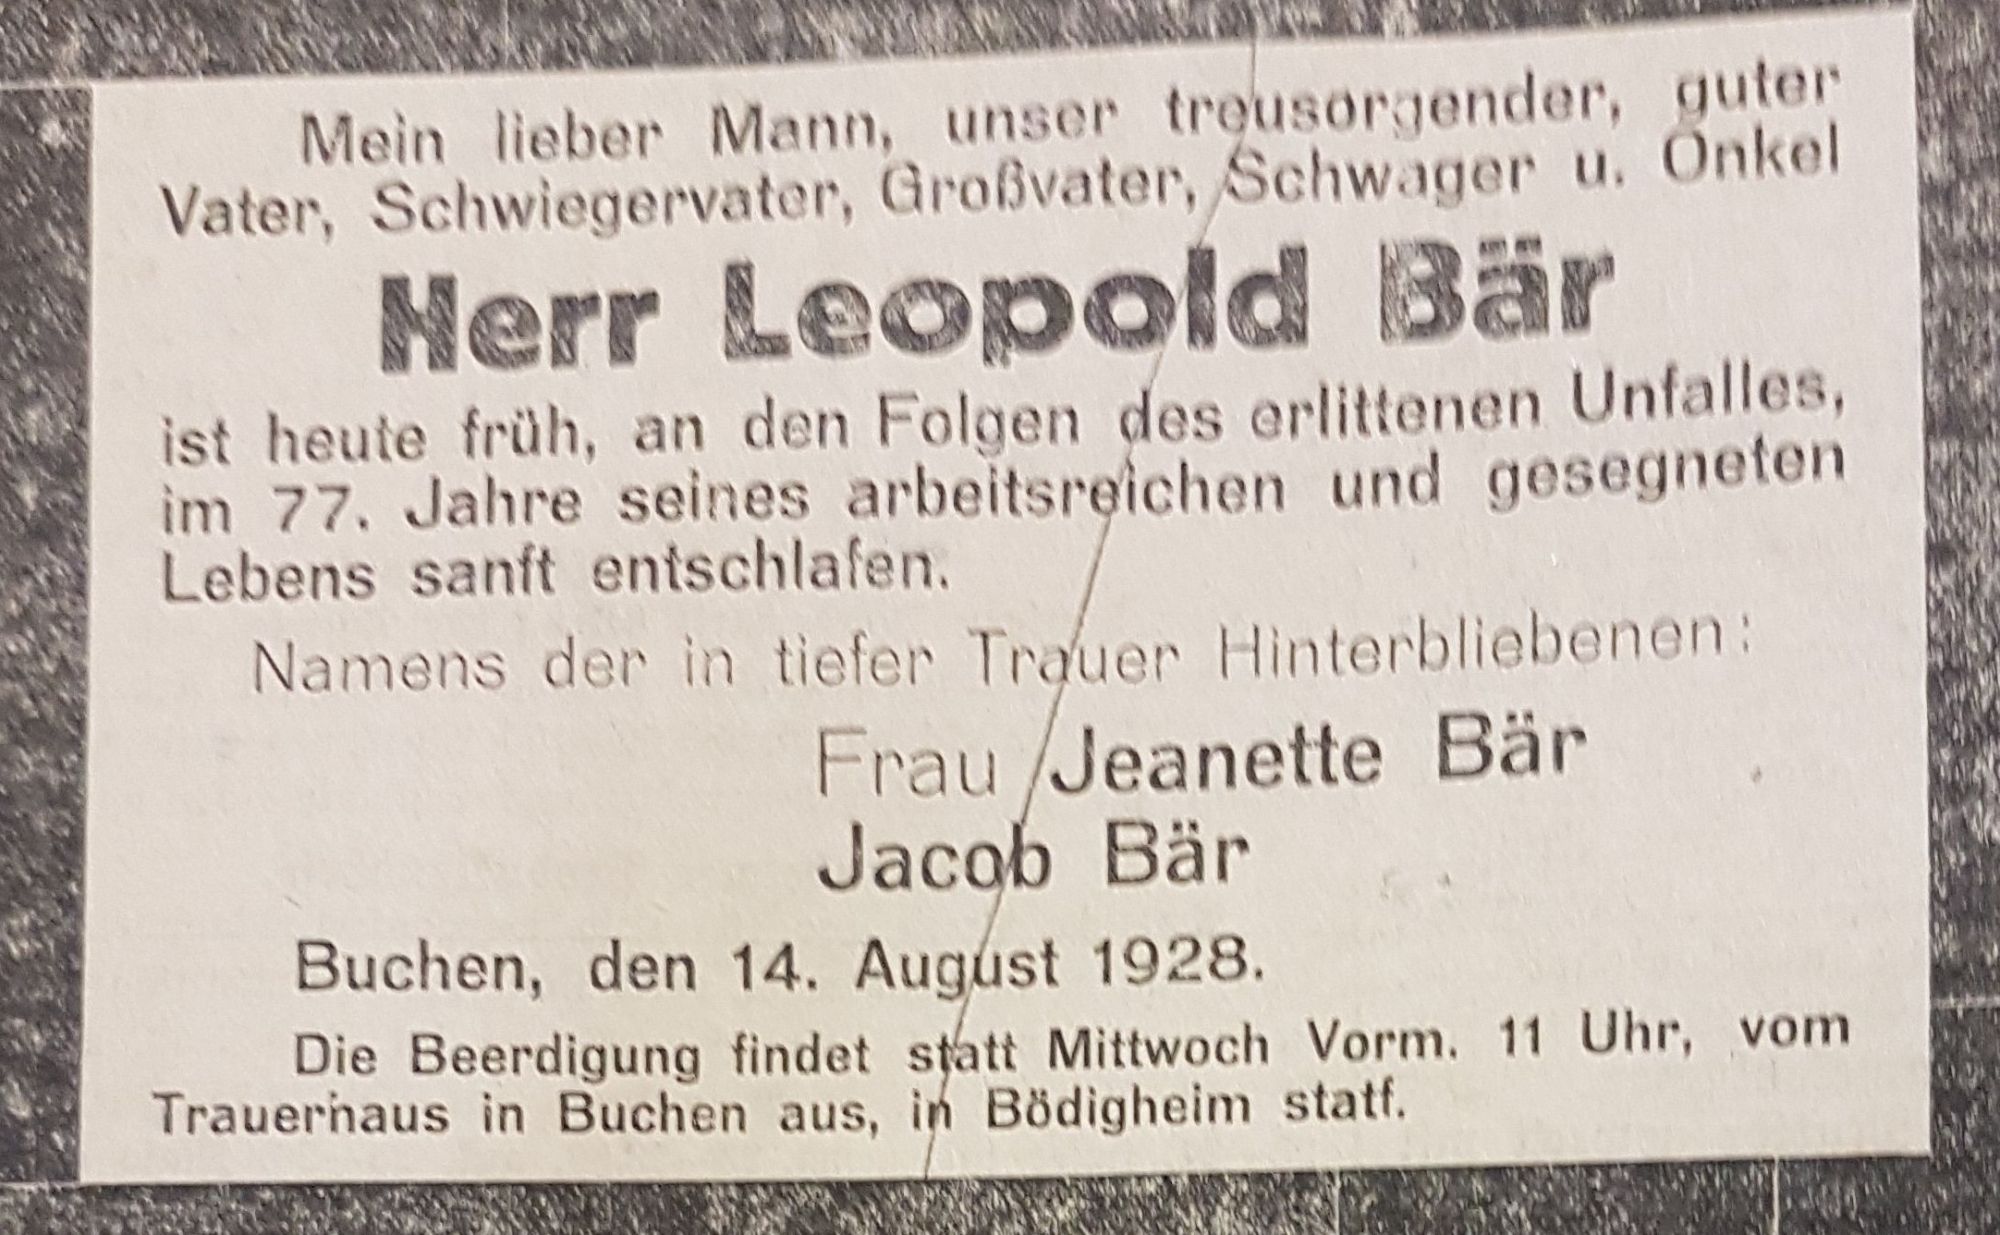 Mein lieber Mann, unser treusorgender, guter
Vater, Schwiegervater, Großvater, Schwager u. Onkel
Herr Leopold Bär
ist heute früh, an den Folgen des erlittenen Unfalles,
im 77. Jahre seines arbeitsreichen und gesegneten
Lebens sanft entschlafen.
Namens der in tiefer Trauer Hinterbliebenen:
Frau Jeanette Bär
Jacob Bär
Buchen, den 14. August 1928.
Die Beerdigung findet statt Mittwoch Vorm. 11 Uhr, vom
Trauerhaus in Buchen aus, in Bödigheim statt.